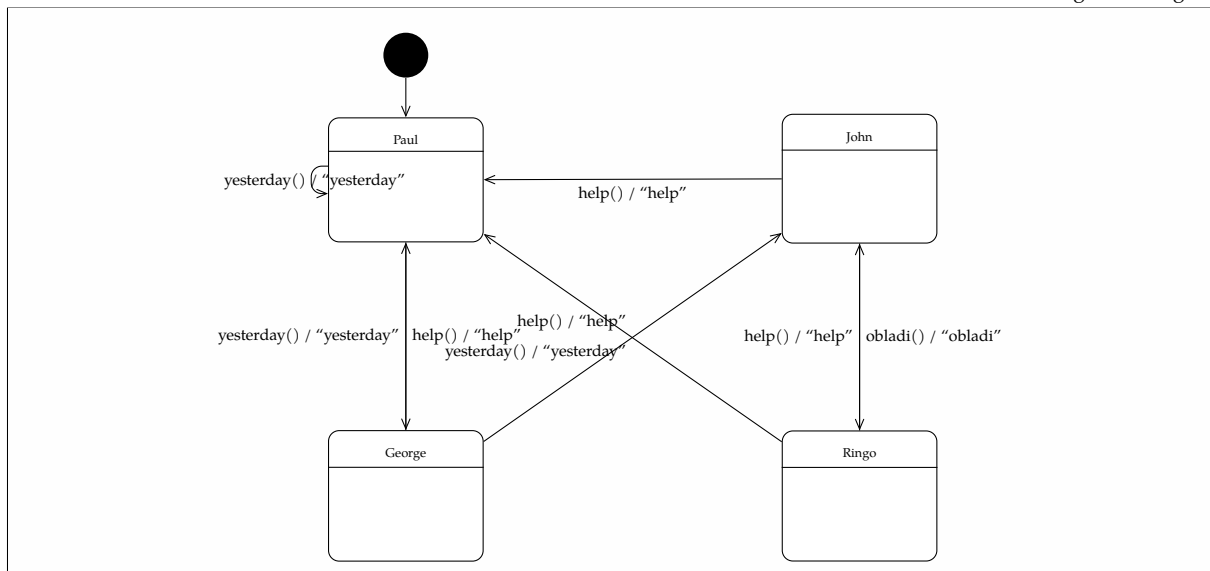 Paul
John
yesterday() / “yesterday”
help() / “help”
help() / “help”
yesterday() / “yesterday”
help() / “help”
yesterday() / “yesterday”
help() / “help”
obladi() / “obladi”
George
Ringo